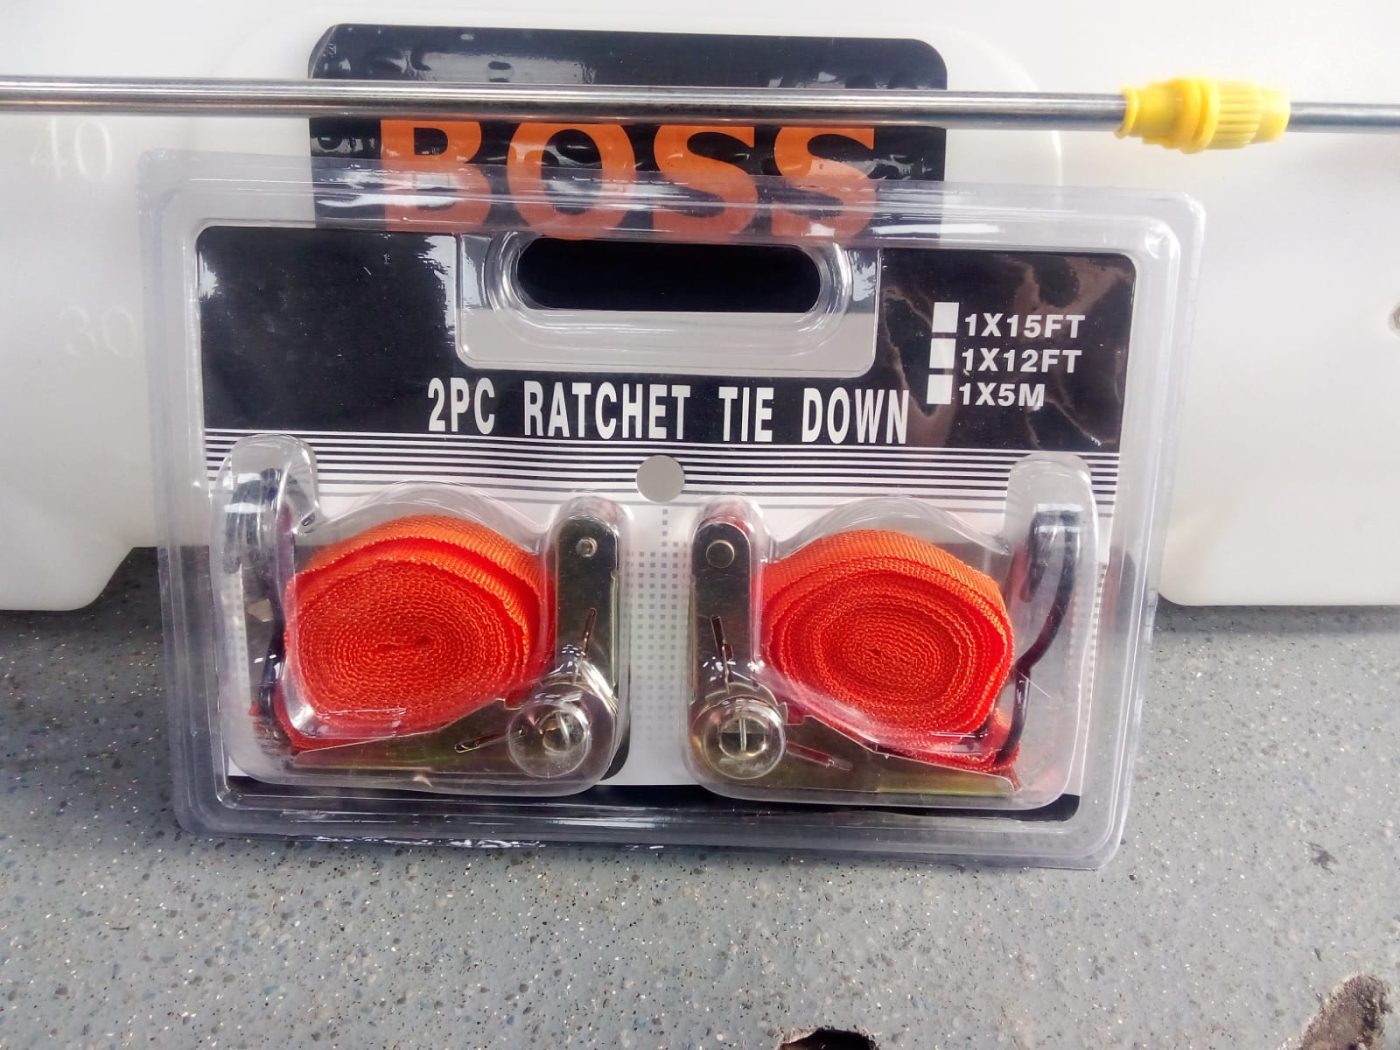 BOSS
40
30
1X15FT
1X12FT
1X5M
2PC RATCHET TIE DOWN